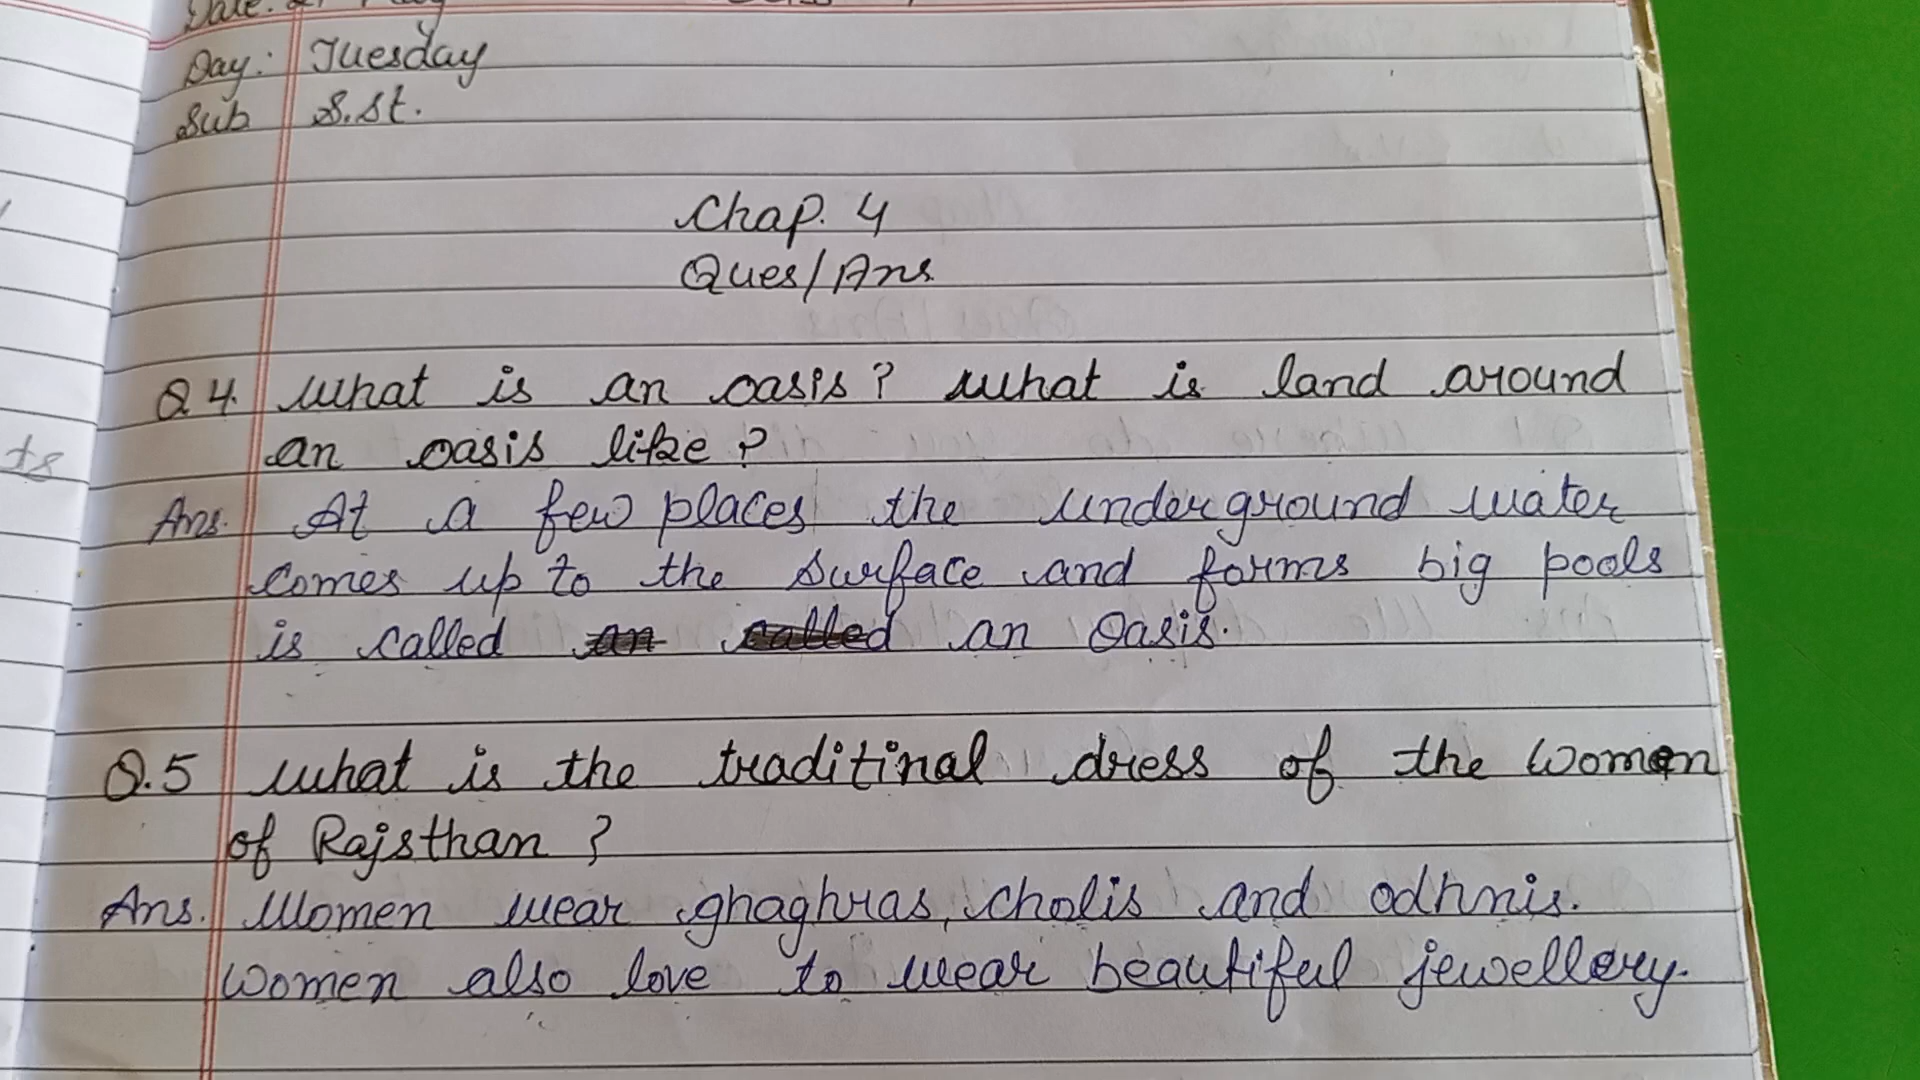 Date:
Day: Tuesday
Sub S.St.
Chap. 4
Ques/Ans
Q 4. What is an oasis? What is land around
an oasis like?
Ans. At a few places the underground water
comes up to the surface and forms big pools
is called an called an Oasis.
Q.5 What is the traditinal dress of the women
of Rajsthan?
Ans. Women wear ghaghras, cholis and odhnis.
women also love to wear beautiful jewellery.